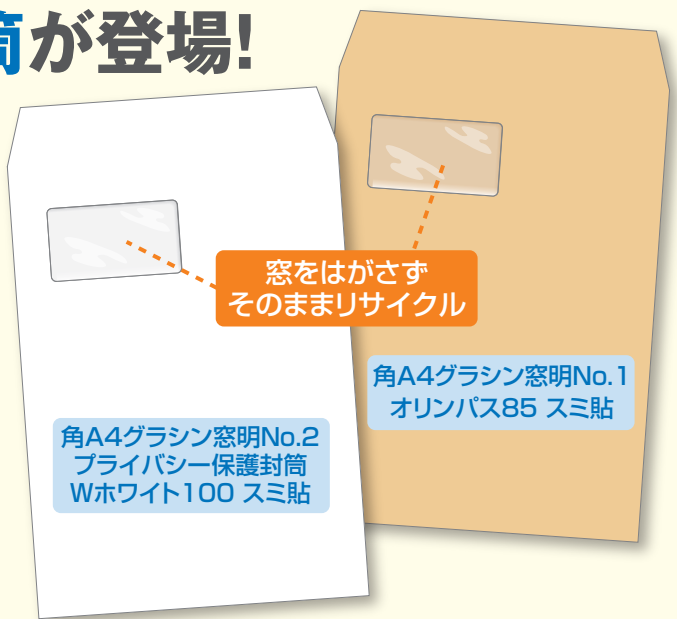 筒が登場!
窓をはがさず
そのままリサイクル
角A4グラシン窓明No.1
オリンパス85 スミ貼
角A4グラシン窓明No.2
プライバシー保護封筒
Wホワイト100 スミ貼